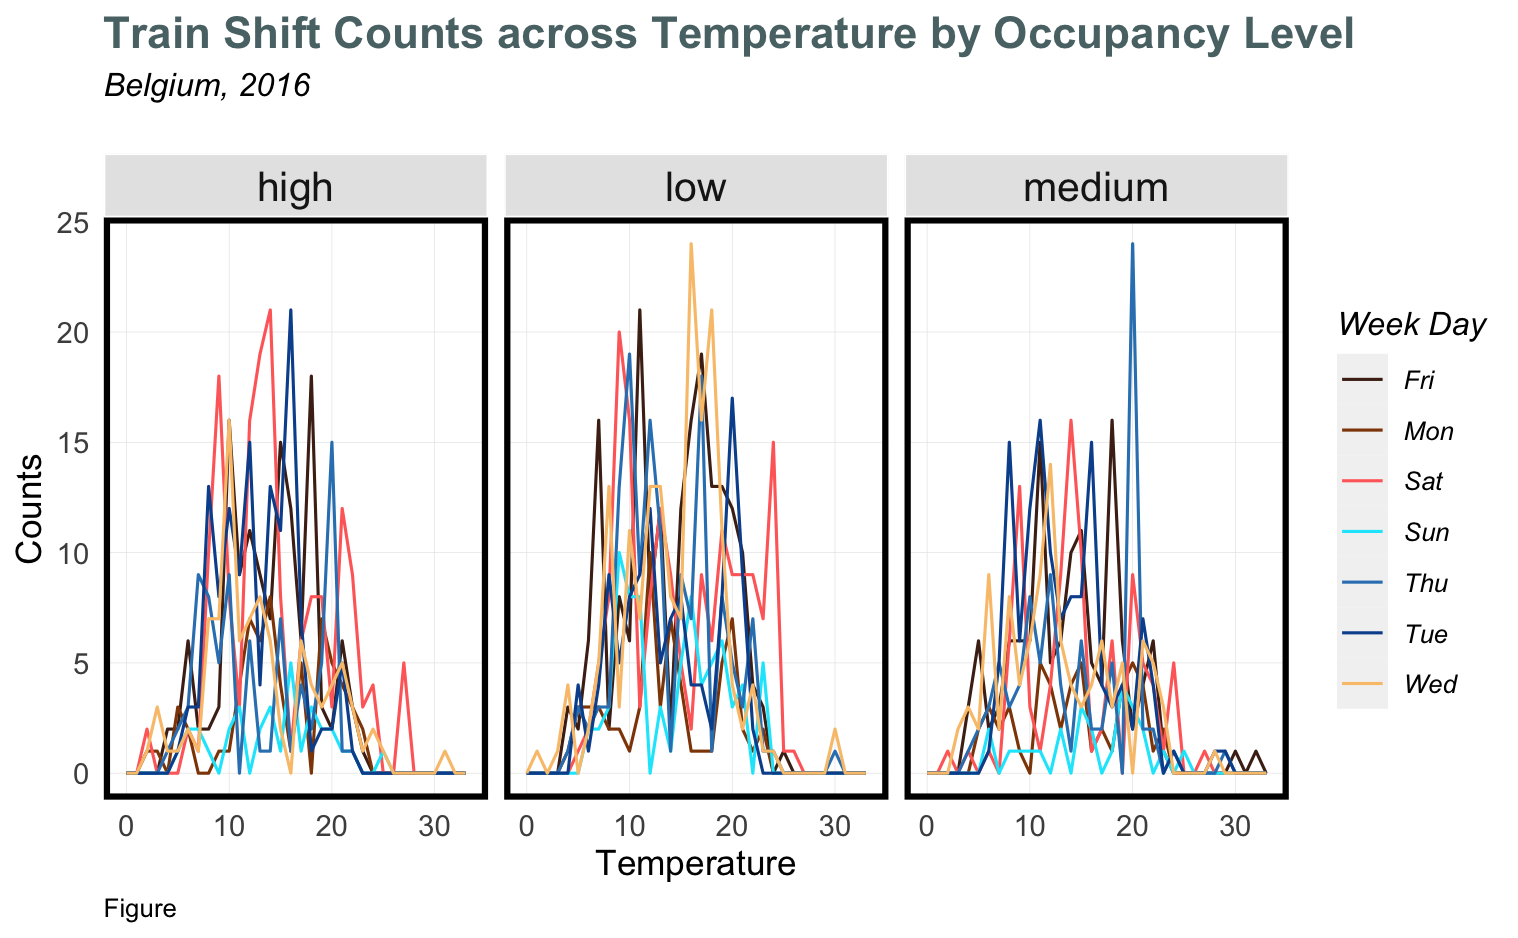 Train Shift Counts across Temperature by Occupancy Level
Belgium, 2016
high low medium
25
20
15
10
5
0
Counts
0 10 20 30 0 10 20 30 0 10 20 30
Temperature
Week Day
Fri
Mon
Sat
Sun
Thu
Tue
Wed
Figure